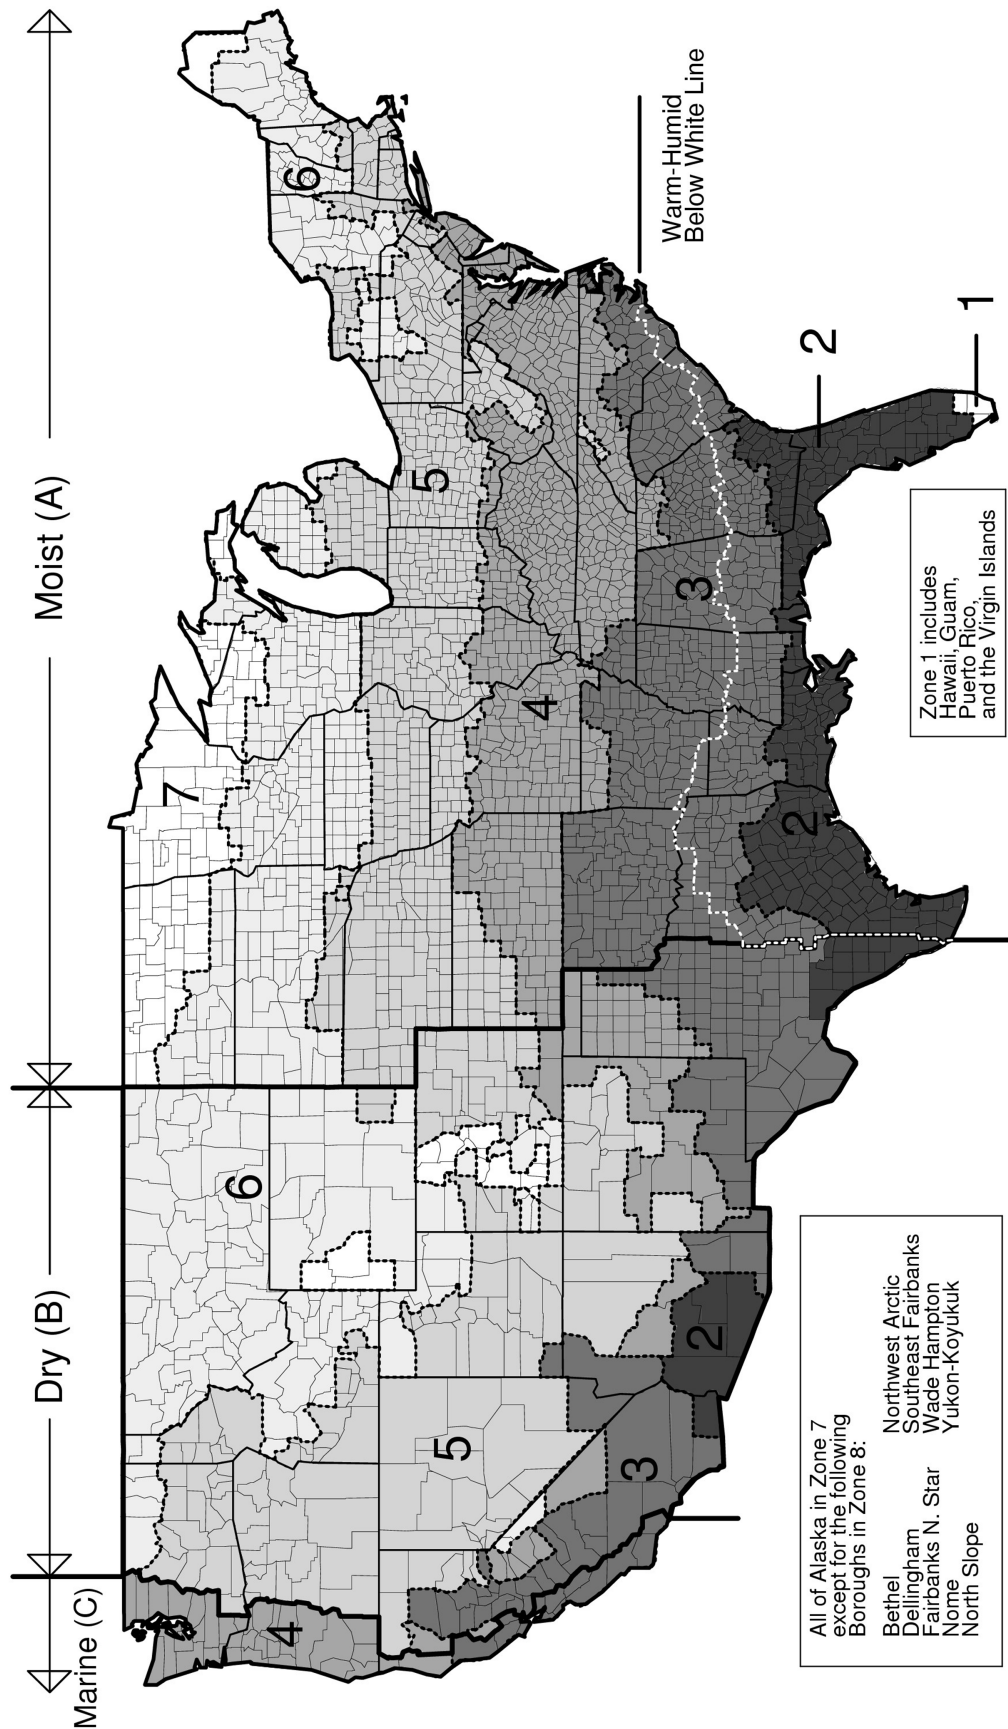 Marine (C)
Dry (B)
Moist (A)
7
6
6
5
5
4
4
3
3
2
2
2
1
Warm-Humid
Below White Line
All of Alaska in Zone 7
except for the following
Boroughs in Zone 8:
Bethel
Dellingham
Fairbanks N. Star
Nome
North Slope
Northwest Arctic
Southeast Fairbanks
Wade Hampton
Yukon-Koyukuk
Zone 1 includes
Hawaii, Guam,
Puerto Rico,
and the Virgin Islands